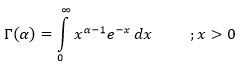 Γ(α) = ∫₀^∞ x^{α−1}e^{−x} dx ; x > 0